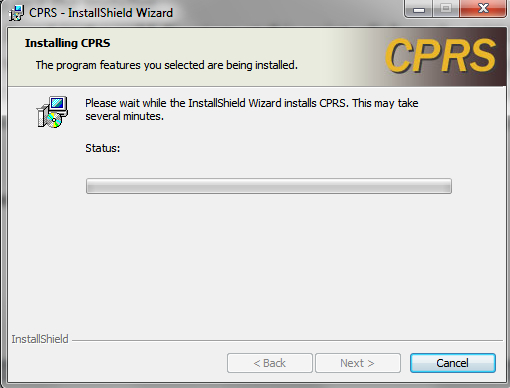 CPRS - InstallShield Wizard
Installing CPRS
The program features you selected are being installed.
CPRS
Please wait while the InstallShield Wizard installs CPRS. This may take
several minutes.
Status:
InstallShield
< Back
Next >
Cancel